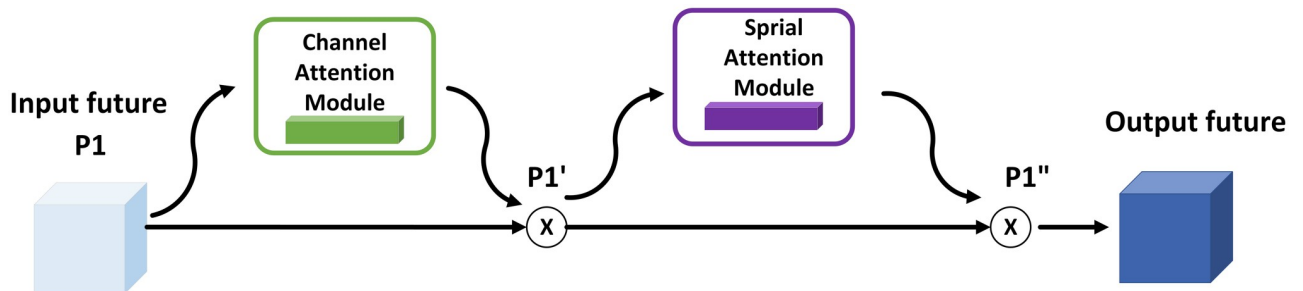 Input future
P1
Channel
Attention
Module
P1'
X
Sprial
Attention
Module
P1"
X
Output future